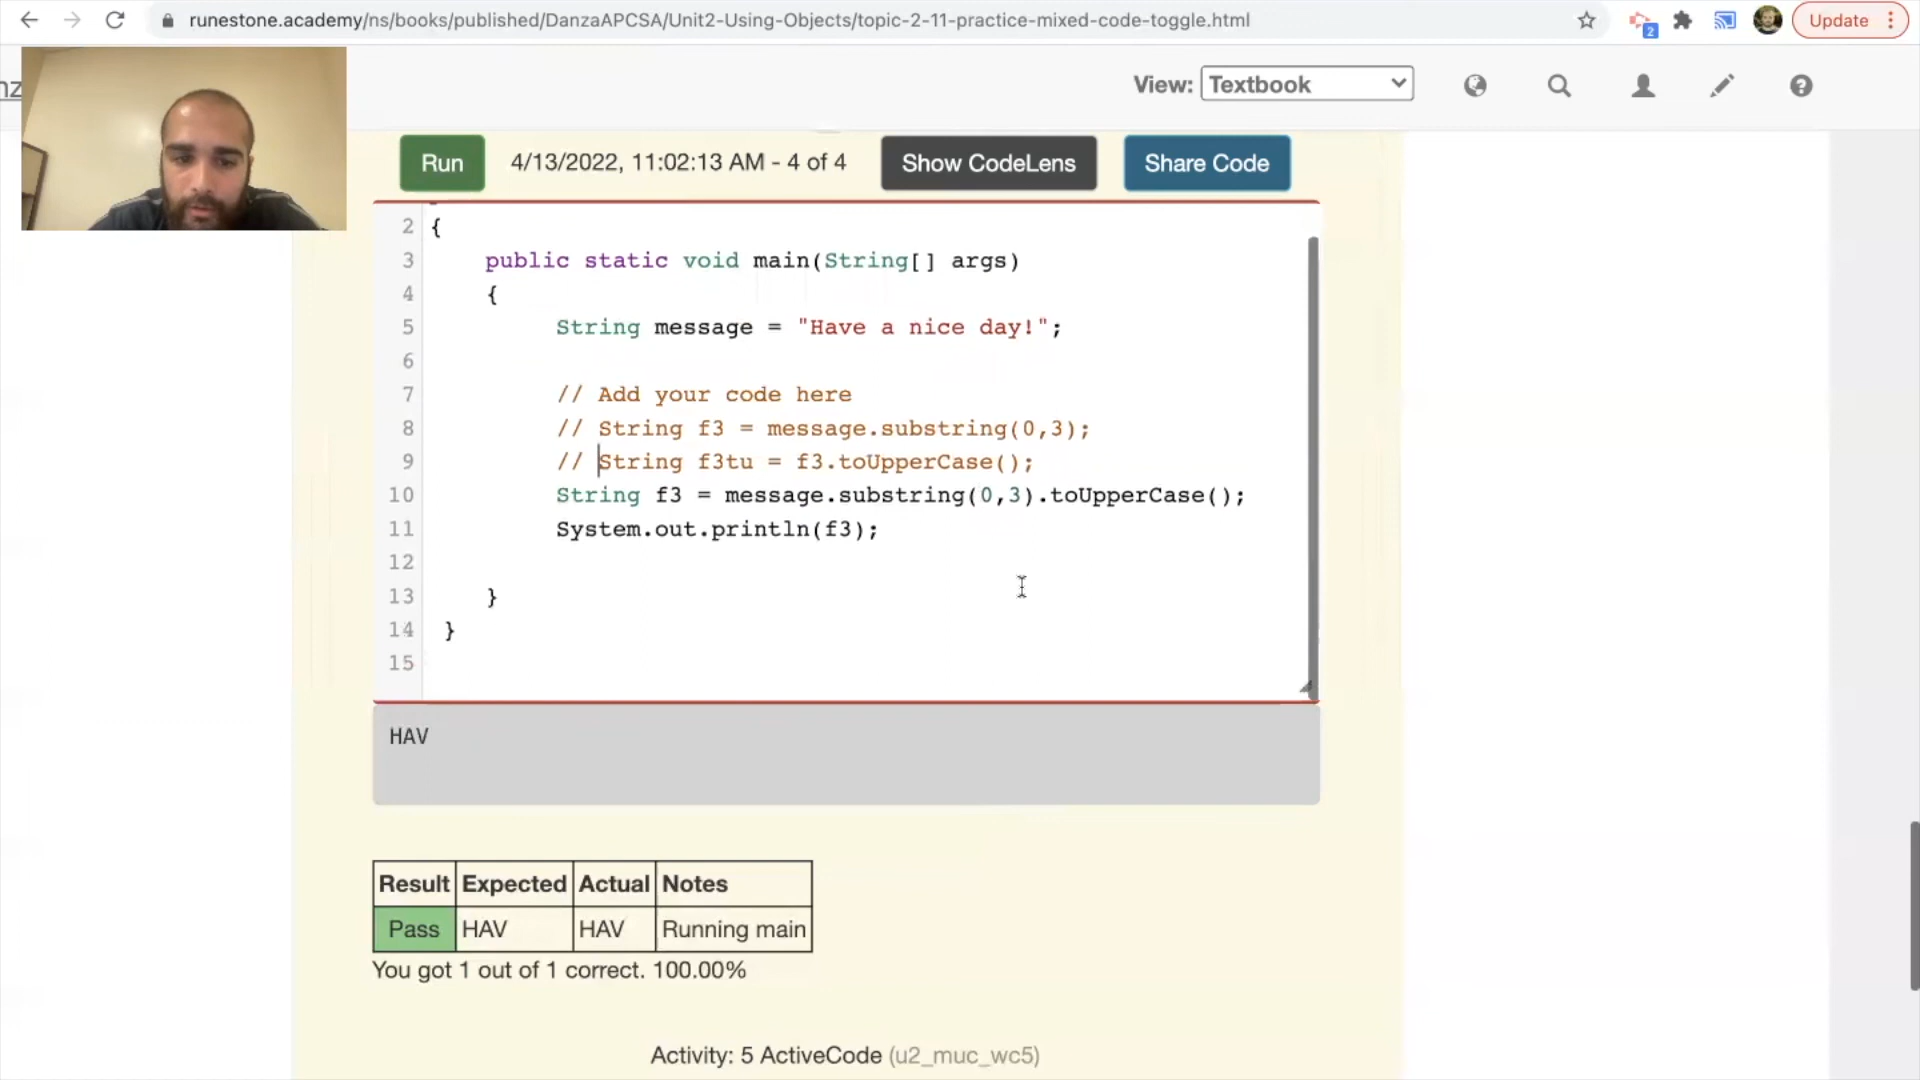 runestone.academy/ns/books/published/DanzaAPCSA/Unit2-Using-Objects/topic-2-11-practice-mixed-code-toggle.html
2
Update
nz
View: Textbook
Run 4/13/2022, 11:02:13 AM - 4 of 4 Show CodeLens Share Code
2 {
3 public static void main(String[] args)
4 {
5 String message = "Have a nice day!";
6
7 // Add your code here
8 // String f3 = message.substring(0,3);
9 // String f3tu = f3.toUpperCase();
10 String f3 = message.substring(0,3).toUpperCase();
11 System.out.println(f3);
12
13 }
14 }
15
HAV
Result Expected Actual Notes
Pass HAV HAV Running main
You got 1 out of 1 correct. 100.00%
Activity: 5 ActiveCode (u2_muc_wc5)